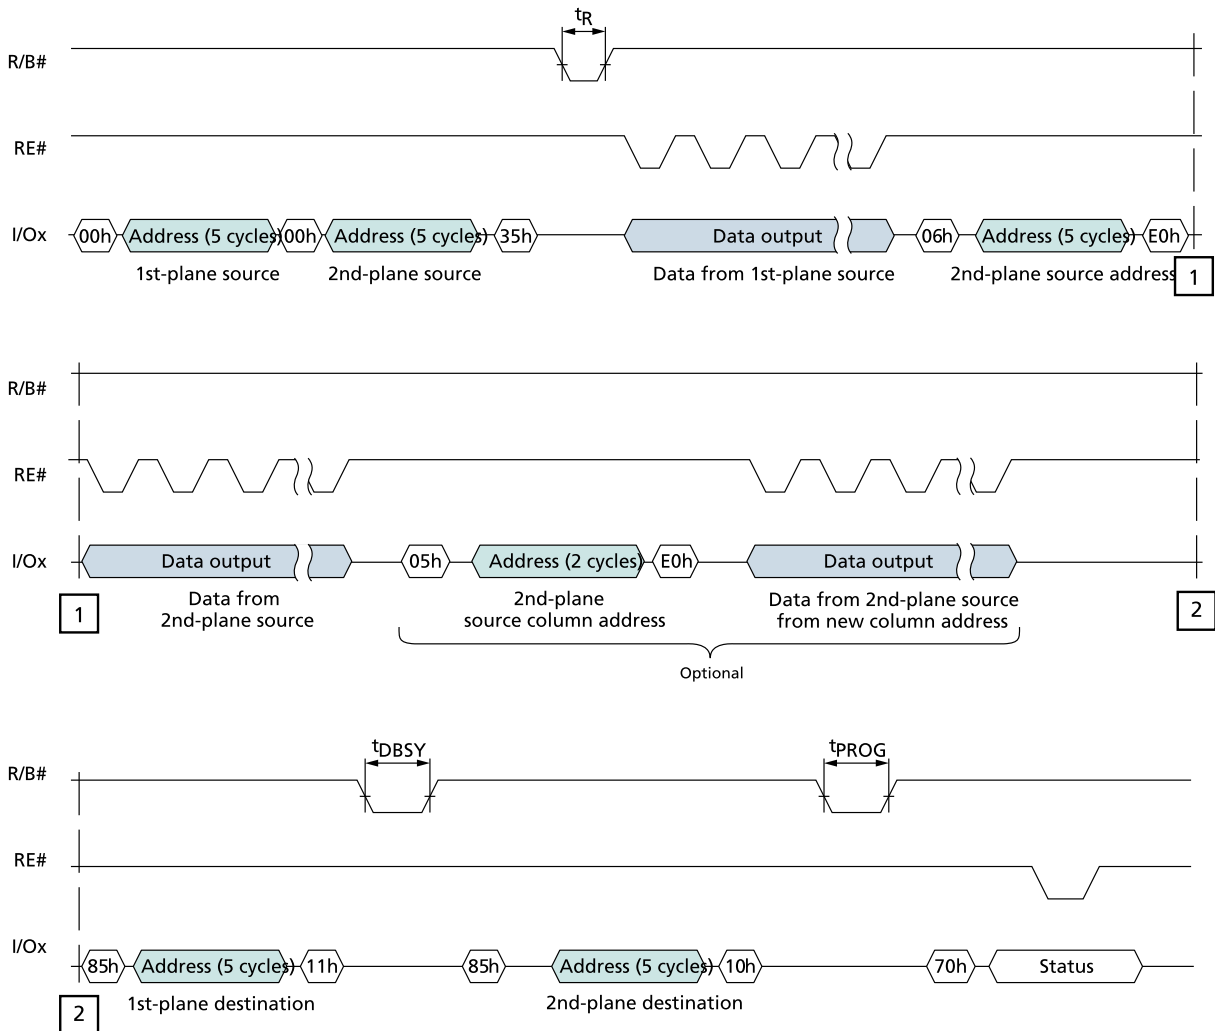 tR
R/B#
RE#
I/Ox 00h Address (5 cycles) 00h Address (5 cycles) 35h Data output 06h Address (5 cycles) E0h
1st-plane source 2nd-plane source Data from 1st-plane source 2nd-plane source address 1
R/B#
RE#
I/Ox Data output 05h Address (2 cycles) E0h Data output
1 Data from 2nd-plane Data from 2nd-plane source 2
2nd-plane source source column address from new column address
Optional
tDBSY tPROG
R/B#
RE#
I/Ox
85h Address (5 cycles) 11h 85h Address (5 cycles) 10h 70h Status
2 1st-plane destination 2nd-plane destination